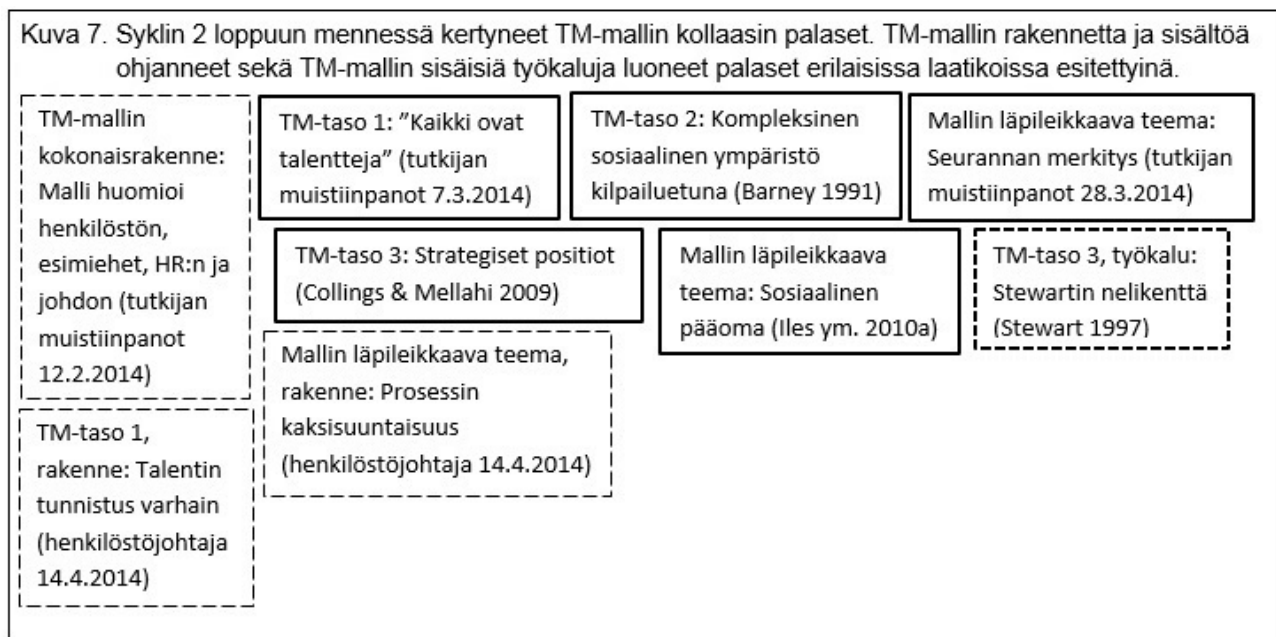 Kuva 7. Syklin 2 loppuun mennessä kertyneet TM-mallin kollaasin palaset. TM-mallin rakennetta ja sisältöä
ohjanneet sekä TM-mallin sisäisiä työkaluja luoneet palaset erilaisissa laatikoissa esitettyinä.
TM-mallin
kokonaisrakenne:
Malli huomioi
henkilöstön,
esimiehet, HR:n ja
johdon (tutkijan
muistiinpanot
12.2.2014)
TM-taso 1: ”Kaikki ovat
talentteja” (tutkijan
muistiinpanot 7.3.2014)
TM-taso 2: Kompleksinen
sosiaalinen ympäristö
kilpailuetuna (Barney 1991)
Mallin läpileikkaava teema:
Seurannan merkitys (tutkijan
muistiinpanot 28.3.2014)
TM-taso 3: Strategiset positiot
(Collings & Mellahi 2009)
Mallin läpileikkaava
teema: Sosiaalinen
pääoma (Iles ym. 2010a)
TM-taso 3, työkalu:
Stewartin nelikenttä
(Stewart 1997)
Mallin läpileikkaava teema,
rakenne: Prosessin
kaksisuuntaisuus
(henkilöstöjohtaja 14.4.2014)
TM-taso 1,
rakenne: Talentin
tunnistus varhain
(henkilöstöjohtaja
14.4.2014)